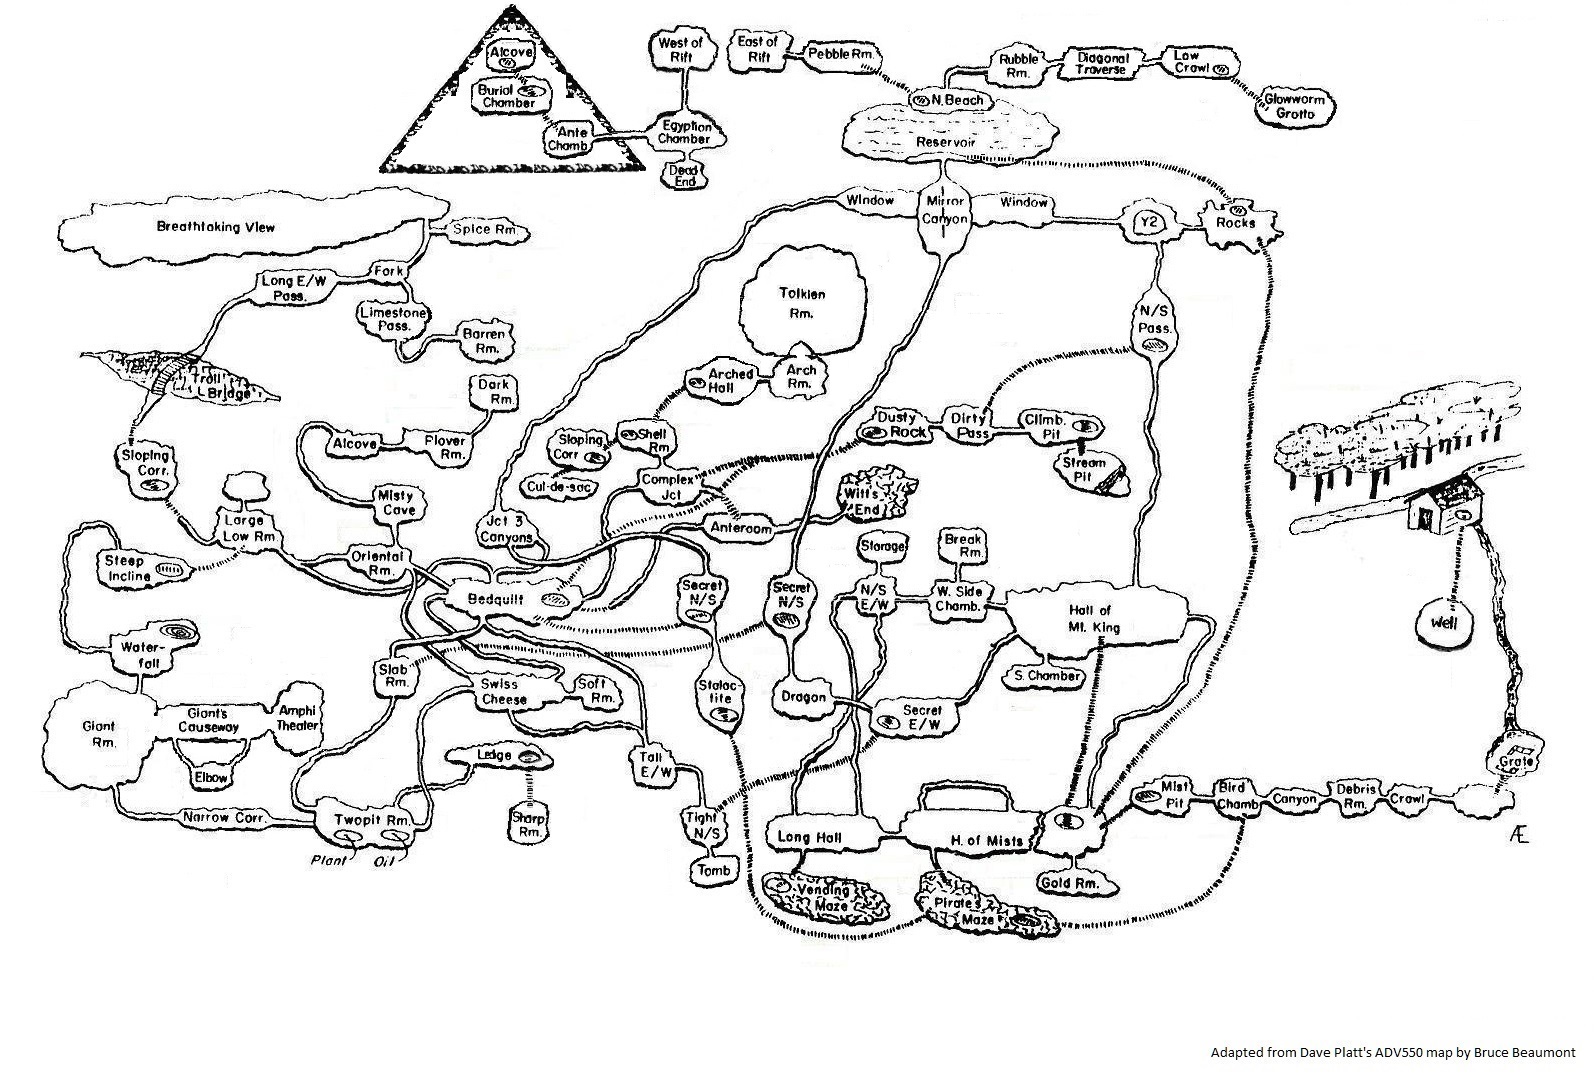 Alcove
Burial
Chamber
Ante
Chamb.
West of
Rift
Egyption
Chamber
Dead
End
East of
Rift
Pebble Rm.
N. Beach
Reservoir
Rubble
Rm.
Diagonal
Traverse
Low
Crawl
Glowworm
Grotto
Breathtaking View
Spice Rm
Window
Mirror
Canyon
Window
Y2
Rocks
Long E/W
Pass.
Fork
Limestone
Pass.
Barren
Rm.
Tolkien
Rm.
N/S
Pass.
Troll
Bridge
Dark
Rm.
Arched
Hall
Arch
Rm.
Alcove
Plover
Rm.
Sloping
Corr.
Sloping
Corr
Shell
Rm
Dusty
Rock
Dirty
Pass
Climb.
Pit
Stream
Pit
Cul-de-sac
Complex
Jct
Witt's
End
Misty
Cave
Large
Low Rm.
Jct 3
Canyons
Anteroom
Steep
Incline
Oriental
Rm.
Storage
Break
Rm.
Bedquilt
Secret
N/S
Secret
N/S
N/S
E/W
W. Side
Chamb.
Hall of
Mt. King
Well
Water-
fall
Slab
Rm.
Swiss
Cheese
Soft
Rm.
Stalac-
tite
Dragon
Secret
E/W
S. Chamber
Giant
Rm.
Giant's
Causeway
Amphi
Theater
Elbow
Ledge
Tall
E/W
Grate
Narrow Corr.
Twopit Rm.
Plant
Oil
Sharp
Rm.
Tight
N/S
Tomb
Long Hall
H. of Mists
Mist
Pit
Bird
Chamb
Canyon
Debris
Rm.
Crawl
Vending
Maze
Pirate's
Maze
Gold Rm.
Æ
Adapted from Dave Platt's ADV550 map by Bruce Beaumont